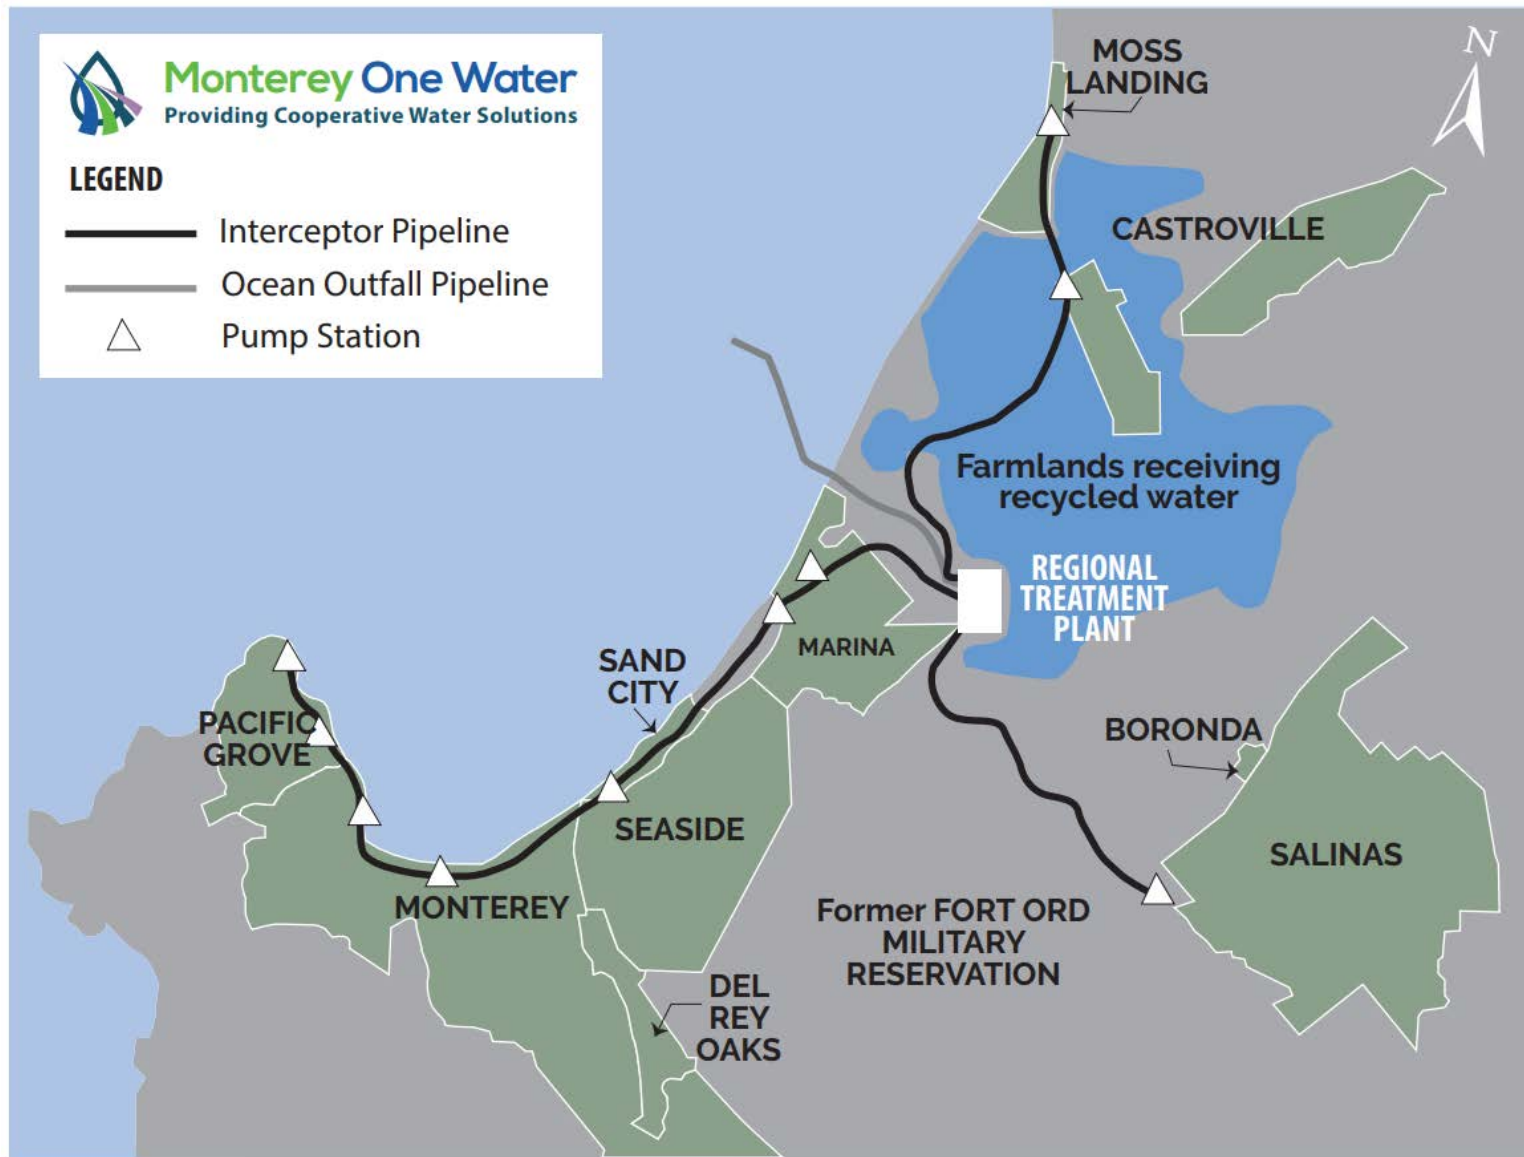 Monterey One Water
Providing Cooperative Water Solutions
LEGEND
Interceptor Pipeline
Ocean Outfall Pipeline
Pump Station
N
MOSS
LANDING
CASTROVILLE
Farmlands receiving
recycled water
REGIONAL
TREATMENT
PLANT
MARINA
SAND
CITY
PACIFIC
GROVE
BORONDA
SEASIDE
SALINAS
MONTEREY
Former FORT ORD
MILITARY
RESERVATION
DEL
REY
OAKS